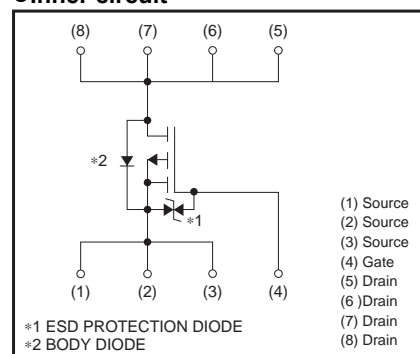 Inner circuit
(8) (7) (6) (5)
∗2
∗1
(1) Source
(2) Source
(3) Source
(4) Gate
(5) Drain
(6 )Drain
(7) Drain
(8) Drain
(1) (2) (3) (4)
∗1 ESD PROTECTION DIODE
∗2 BODY DIODE